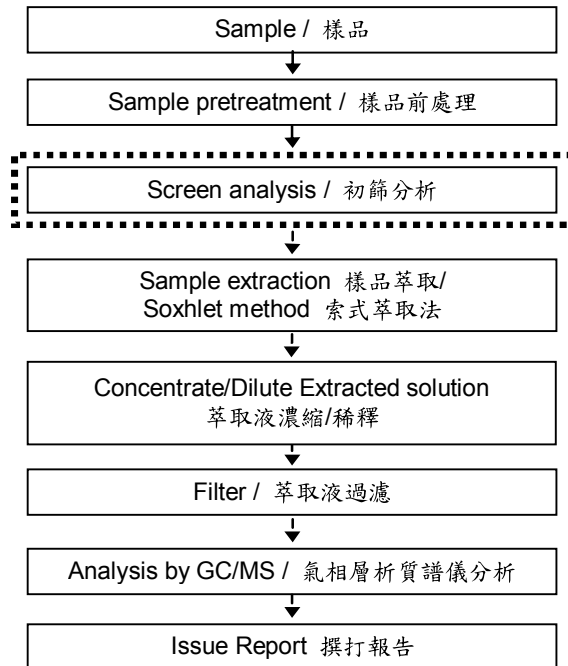 Sample / 樣品
Sample pretreatment / 樣品前處理
Screen analysis / 初篩分析
Sample extraction 樣品萃取/
Soxhlet method 索式萃取法
Concentrate/Dilute Extracted solution
萃取液濃縮/稀釋
Filter / 萃取液過濾
Analysis by GC/MS / 氣相層析質譜儀分析
Issue Report 撰打報告